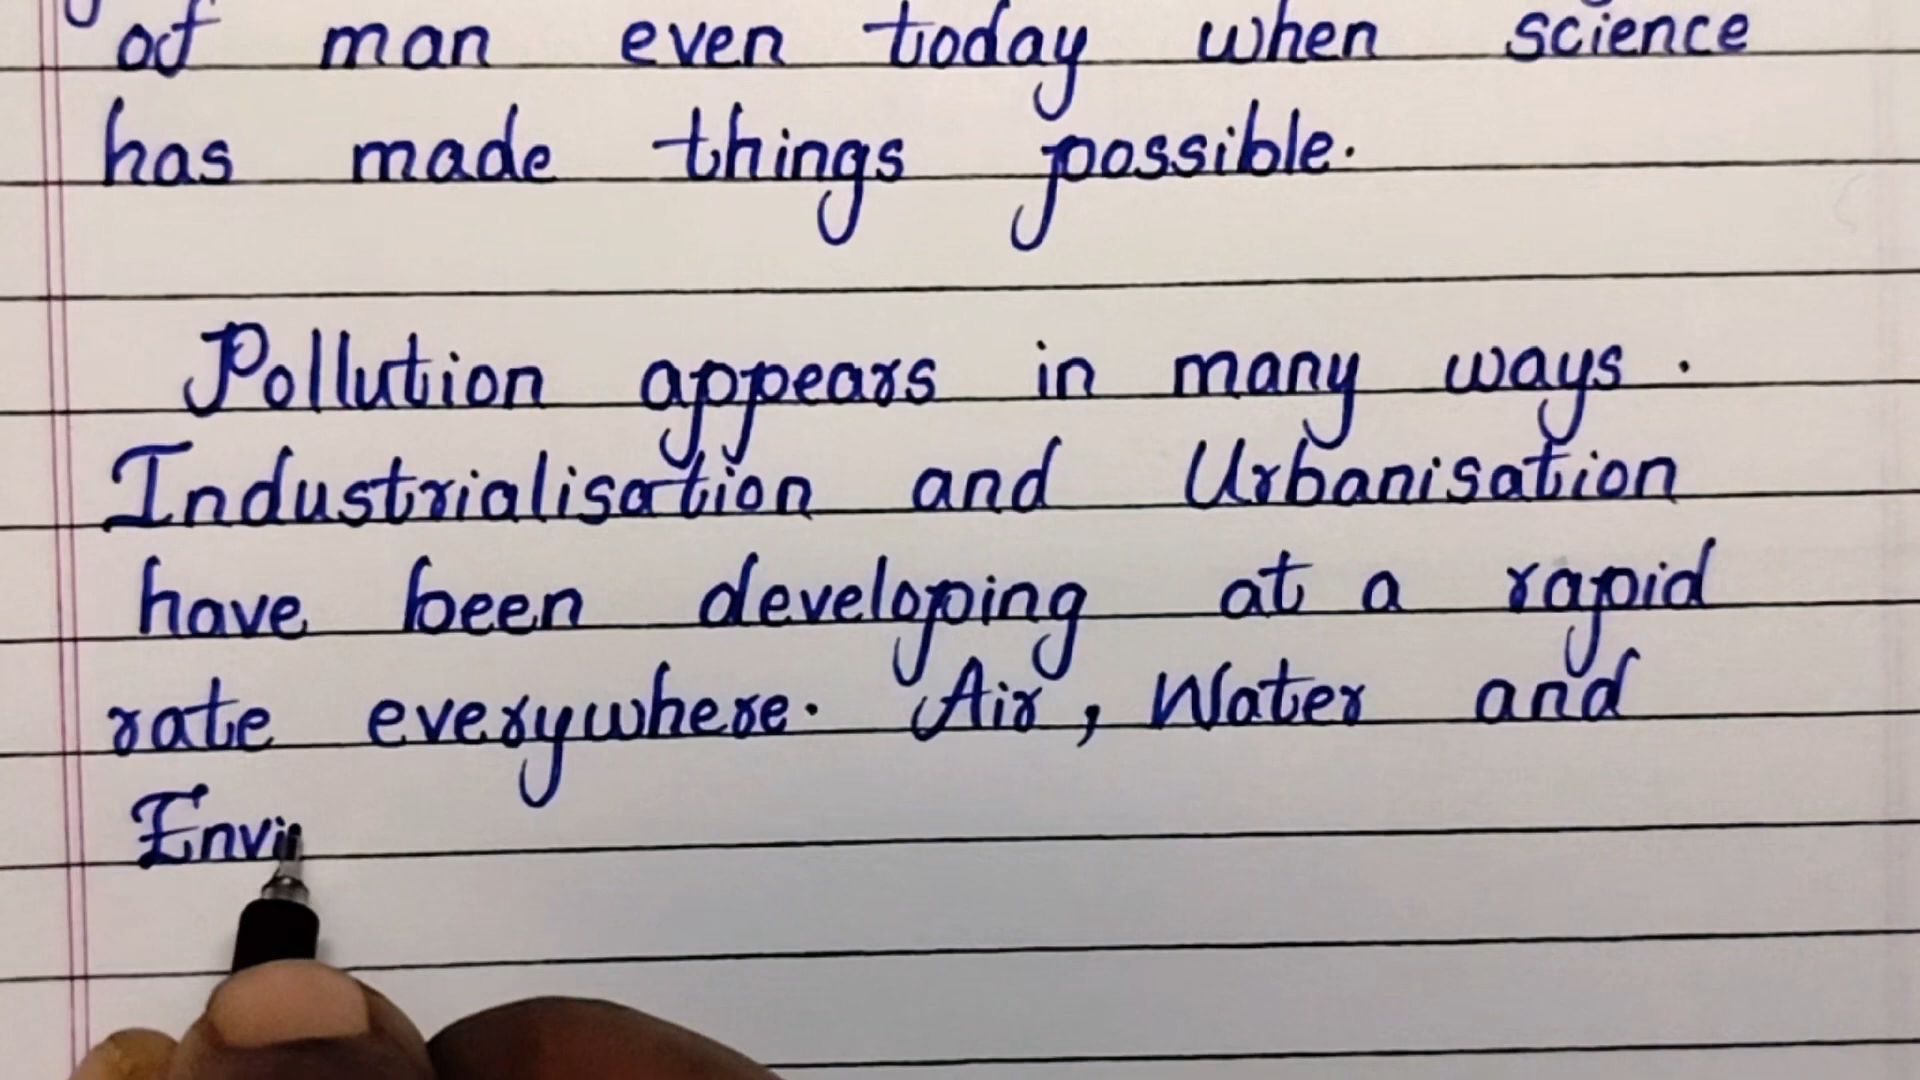 of man even today when science
has made things possible.
Pollution appears in many ways.
Industrialisation and Urbanisation
have been developing at a rapid
rate everywhere. Air, Water and
Envi